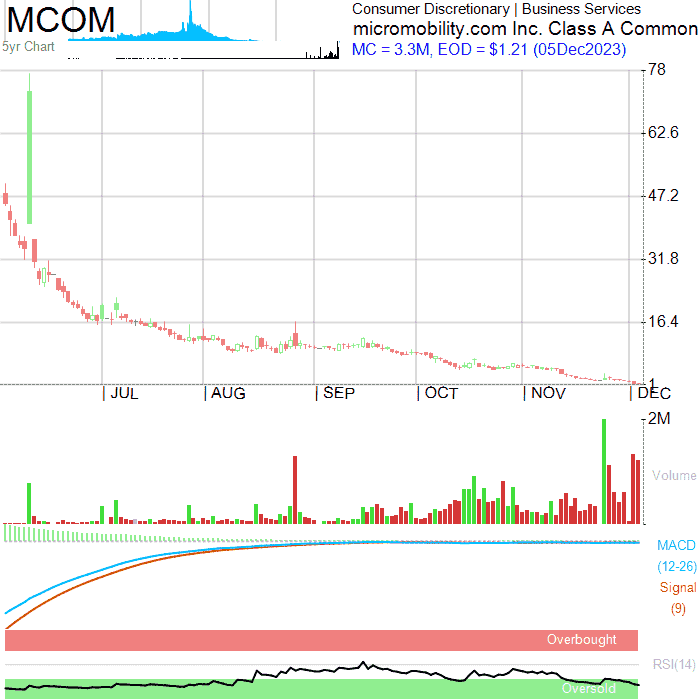 MCOM
5yr Chart
Consumer Discretionary | Business Services
micromobility.com Inc. Class A Common
MC = 3.3M, EOD = $1.21 (05Dec2023)
78
62.6
47.2
31.8
16.4
1
JUL
AUG
SEP
OCT
NOV
DEC
2M
Volume
MACD
(12-26)
Signal
(9)
Overbought
RSI(14)
Oversold